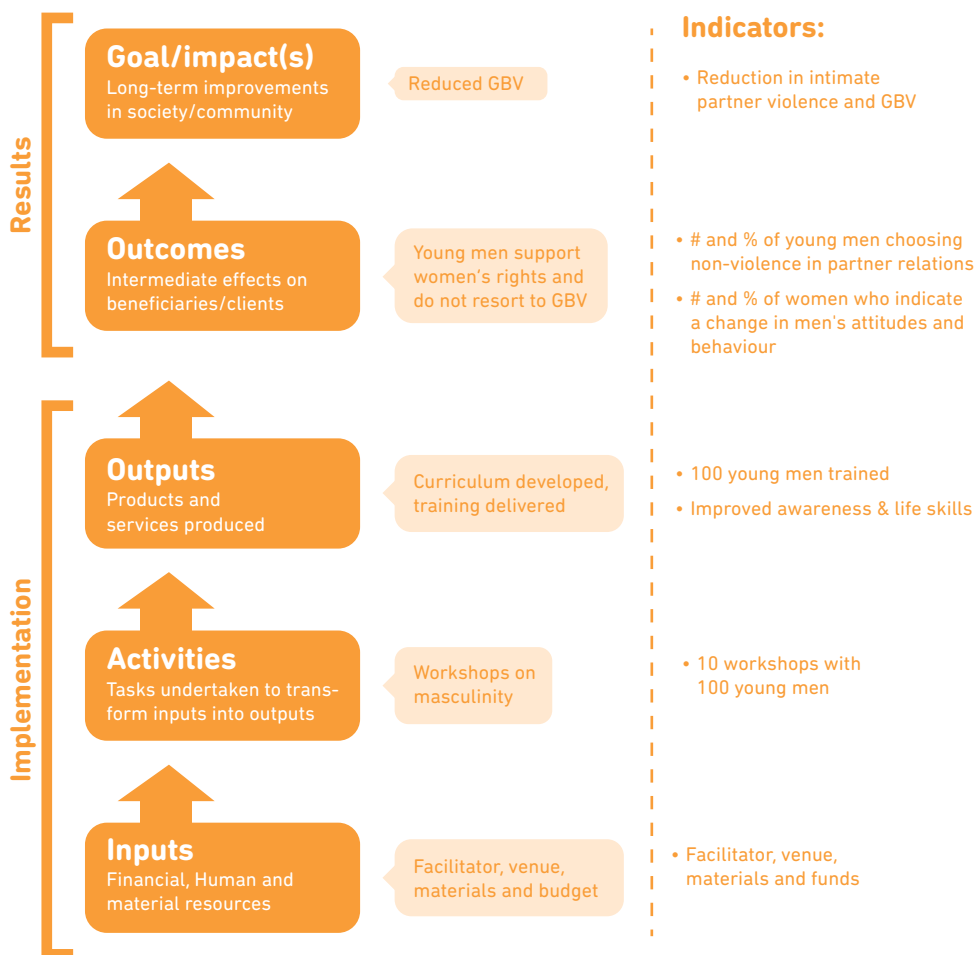 Indicators:
Results
Goal/impact(s)
Long-term improvements
in society/community
Reduced GBV
• Reduction in intimate
partner violence and GBV
Outcomes
Intermediate effects on
beneficiaries/clients
Young men support
women’s rights and
do not resort to GBV
• # and % of young men choosing
non-violence in partner relations
• # and % of women who indicate
a change in men's attitudes and
behaviour
Implementation
Outputs
Products and
services produced
Curriculum developed,
training delivered
• 100 young men trained
• Improved awareness & life skills
Activities
Tasks undertaken to trans-
form inputs into outputs
Workshops on
masculinity
• 10 workshops with
100 young men
Inputs
Financial, Human and
material resources
Facilitator, venue,
materials and budget
• Facilitator, venue,
materials and funds